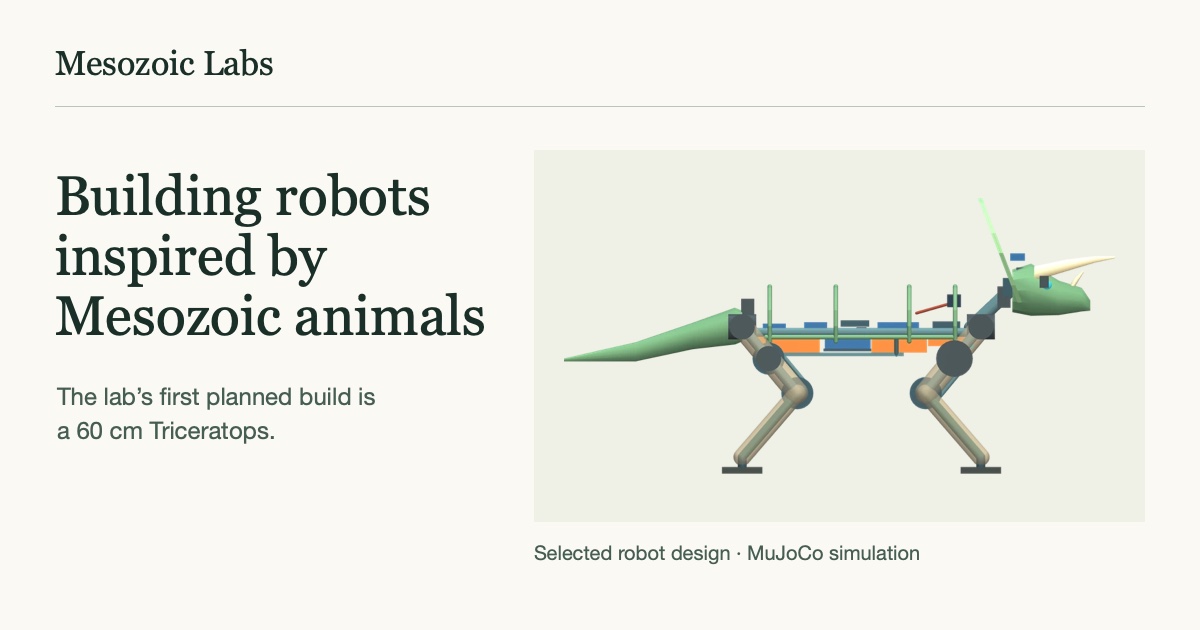 Mesozoic Labs
Building robots
inspired by
Mesozoic animals
The lab’s first planned build is
a 60 cm Triceratops.
Selected robot design · MuJoCo simulation